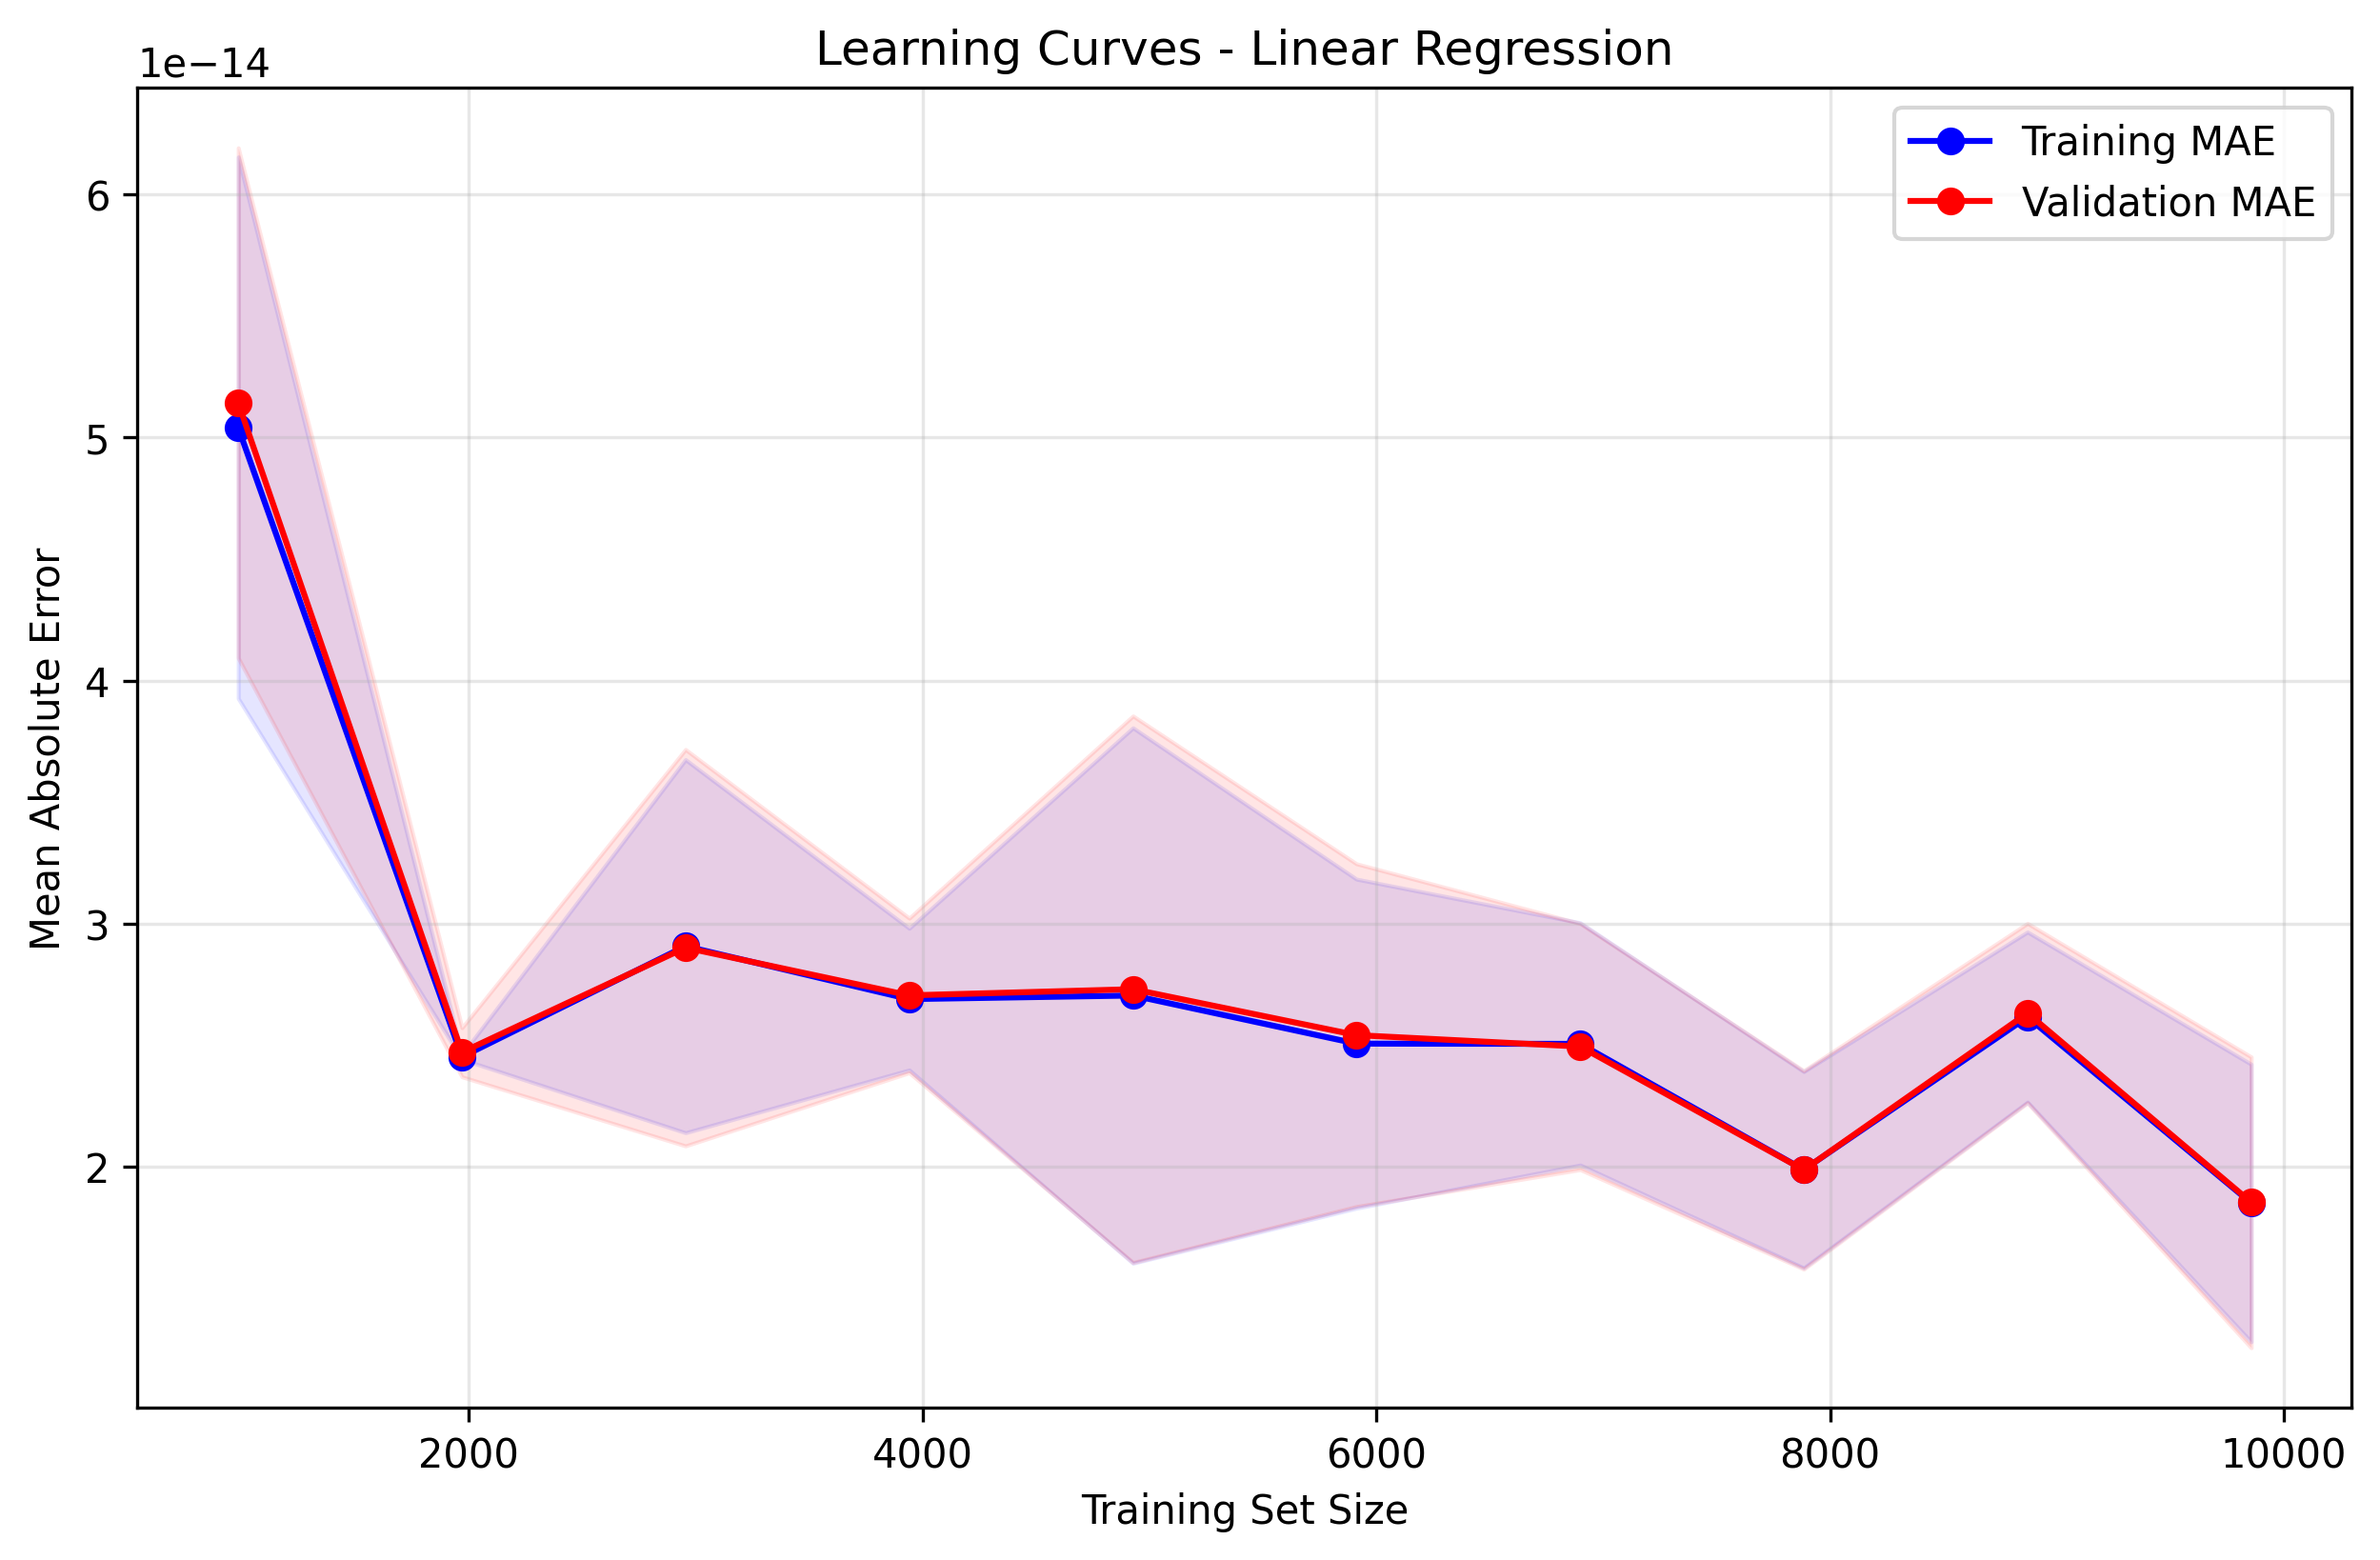 Learning Curves - Linear Regression
1e−14
Training MAE
Validation MAE
6
5
4
3
2
Mean Absolute Error
2000 4000 6000 8000 10000
Training Set Size